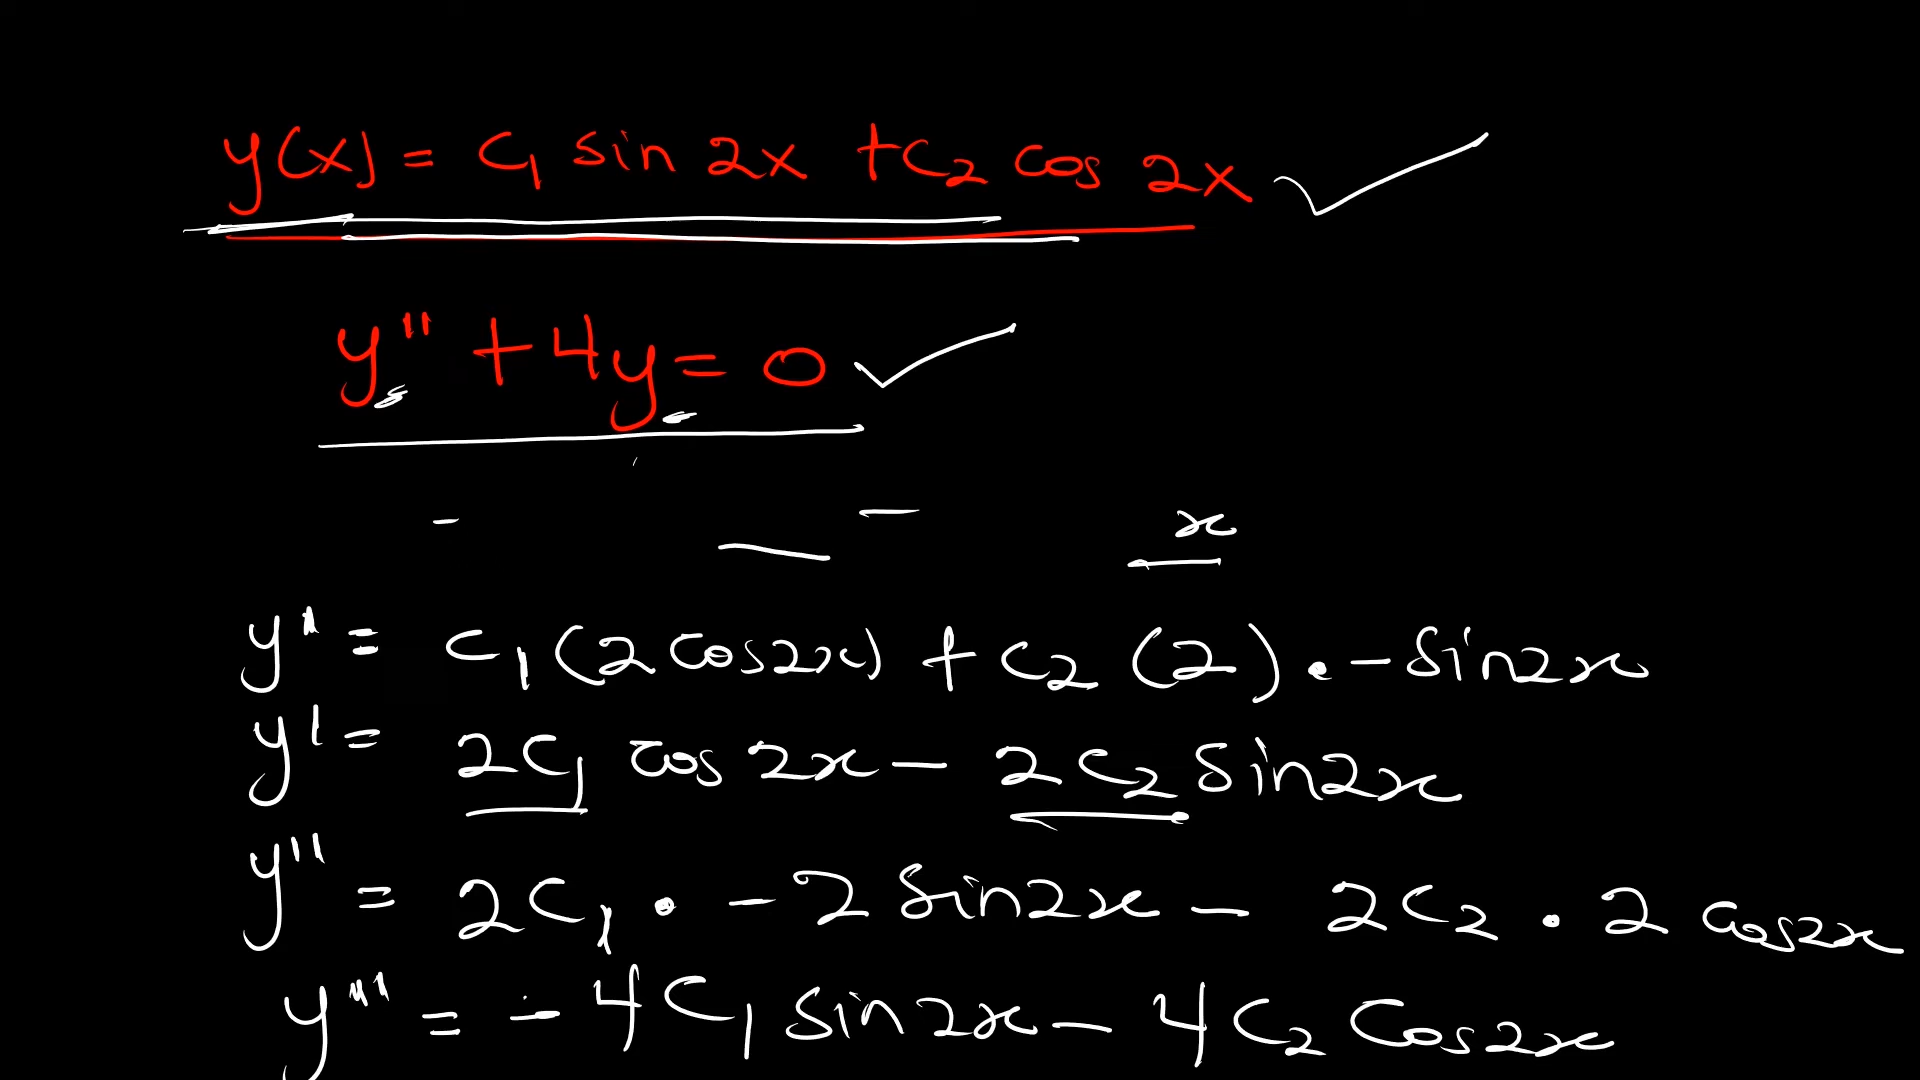 y(x) = c₁ sin 2x + c₂ cos 2x
y'' + 4y = 0
x
y' = c₁(2cos2x) + c₂(2)·-sin2x
y' = 2c₁ cos 2x - 2c₂ sin2x
y'' = 2c₁·-2 sin2x - 2c₂·2 cos2x
y''' = -4c₁ sin2x - 4c₂ cos2x